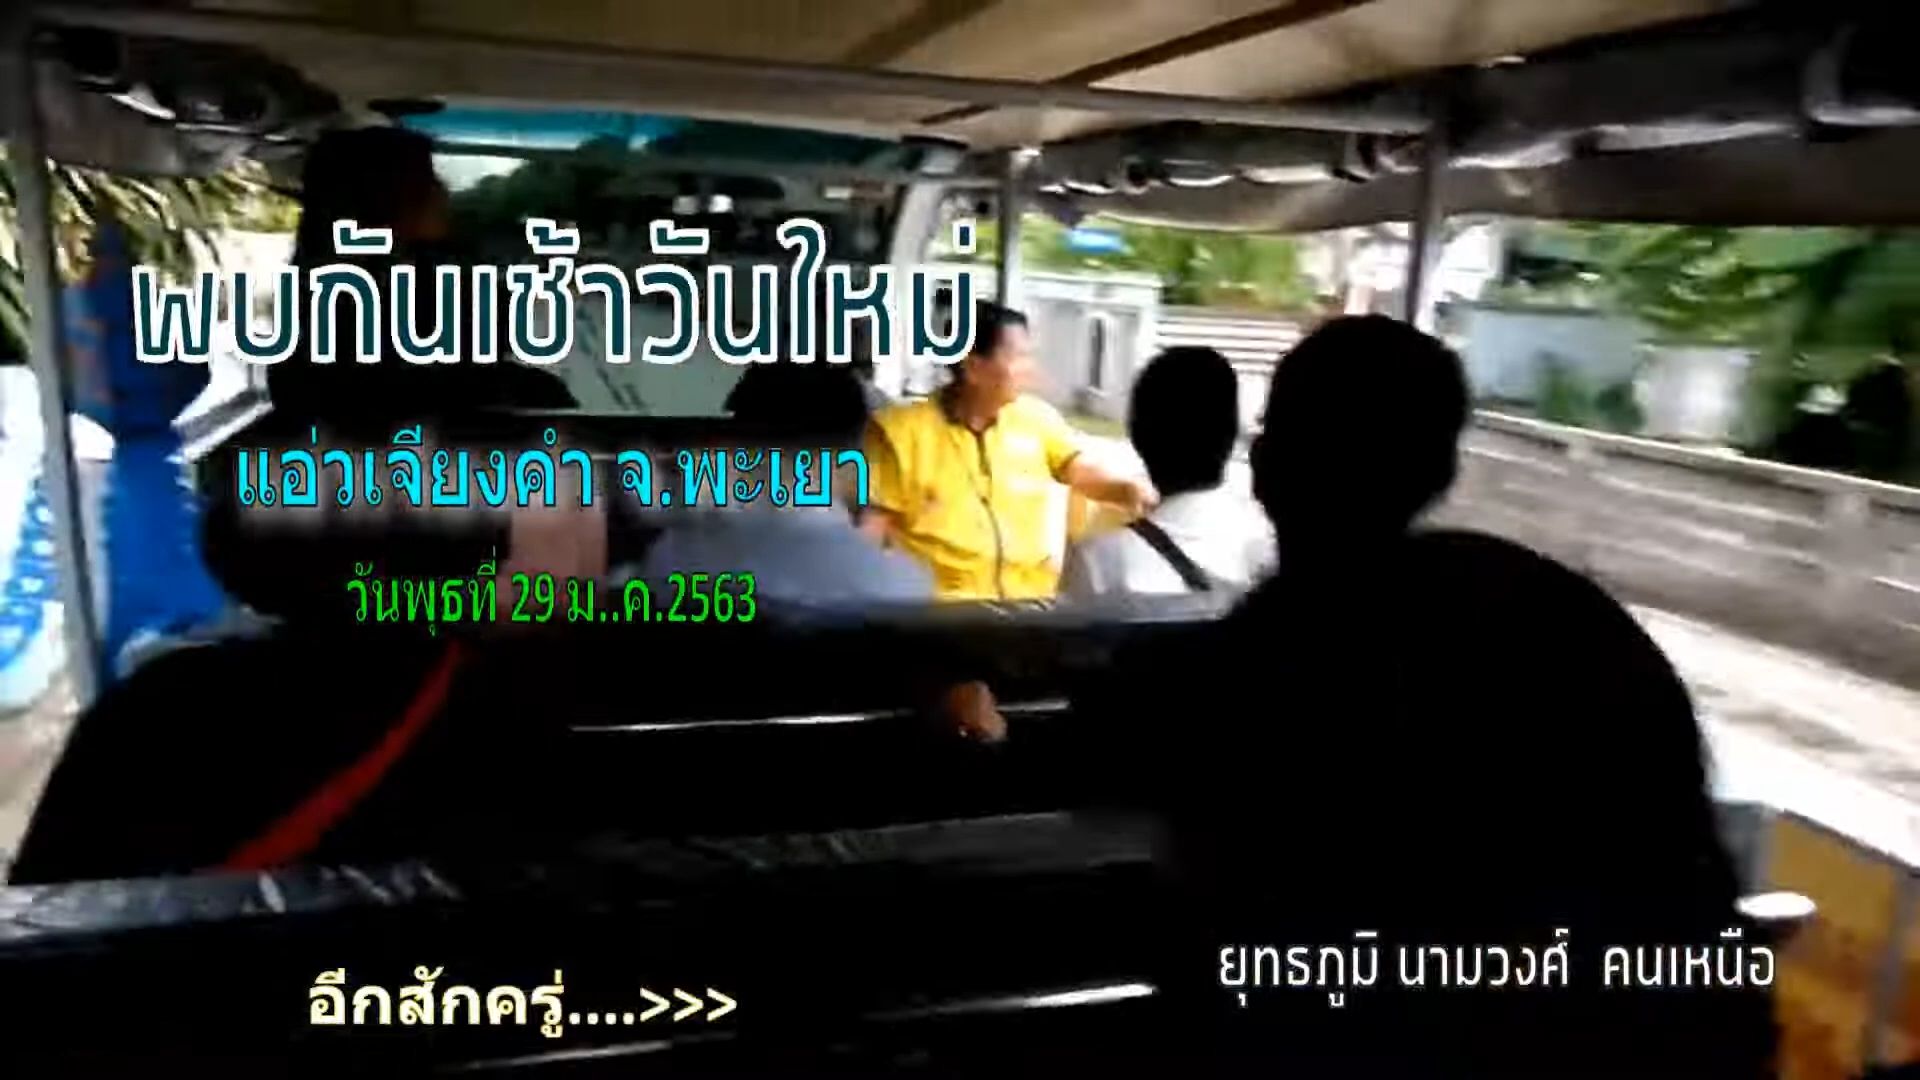 พบกันเช้าวันใหม่
แอ่วเจียงคำ จ.พะเยา
วันพุธที่ 29 ม..ค.2563
อีกสักครู่....>>>
ยุทธภูมิ นามวงศ์ คนเหนือ